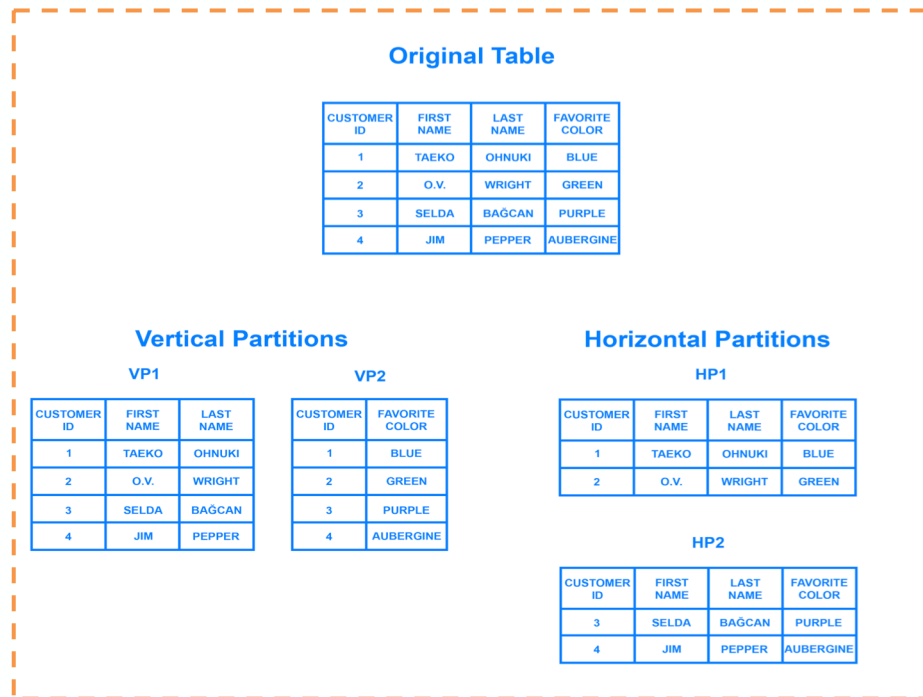 Original Table
CUSTOMER ID FIRST NAME LAST NAME FAVORITE COLOR
1 TAEKO OHNUKI BLUE
2 O.V. WRIGHT GREEN
3 SELDA BAĞCAN PURPLE
4 JIM PEPPER AUBERGINE
Vertical Partitions
VP1
CUSTOMER ID FIRST NAME LAST NAME
1 TAEKO OHNUKI
2 O.V. WRIGHT
3 SELDA BAĞCAN
4 JIM PEPPER
VP2
CUSTOMER ID FAVORITE COLOR
1 BLUE
2 GREEN
3 PURPLE
4 AUBERGINE
Horizontal Partitions
HP1
CUSTOMER ID FIRST NAME LAST NAME FAVORITE COLOR
1 TAEKO OHNUKI BLUE
2 O.V. WRIGHT GREEN
HP2
CUSTOMER ID FIRST NAME LAST NAME FAVORITE COLOR
3 SELDA BAĞCAN PURPLE
4 JIM PEPPER AUBERGINE